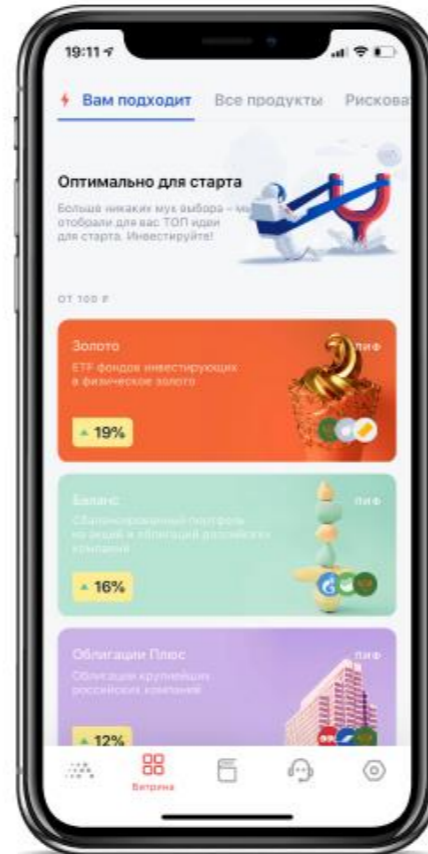 19:11
Вам подходит Все продукты Рискова
Оптимально для старта
Больше никаких мук выбора – мы
отобрали для вас ТОП идеи
для старта. Инвестируйте!
ОТ 100 ₽
Золото ПИФ
ETF фондов инвестирующих
в физическое золото
19%
Баланс ПИФ
Сбалансированный портфель
из акций и облигаций российских
компаний
16%
Облигации Плюс ПИФ
Облигации крупнейших
российских компаний
12%
Витрина